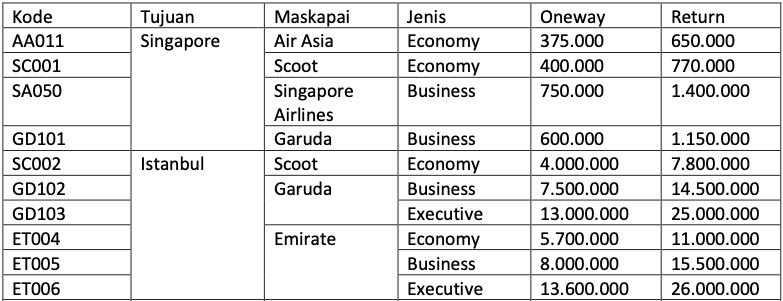 Kode Tujuan Maskapai Jenis Oneway Return
AA011 Singapore Air Asia Economy 375.000 650.000
SC001 Scoot Economy 400.000 770.000
SA050 Singapore Business 750.000 1.400.000
Airlines
GD101 Garuda Business 600.000 1.150.000
SC002 Istanbul Scoot Economy 4.000.000 7.800.000
GD102 Garuda Business 7.500.000 14.500.000
GD103 Executive 13.000.000 25.000.000
ET004 Emirate Economy 5.700.000 11.000.000
ET005 Business 8.000.000 15.500.000
ET006 Executive 13.600.000 26.000.000